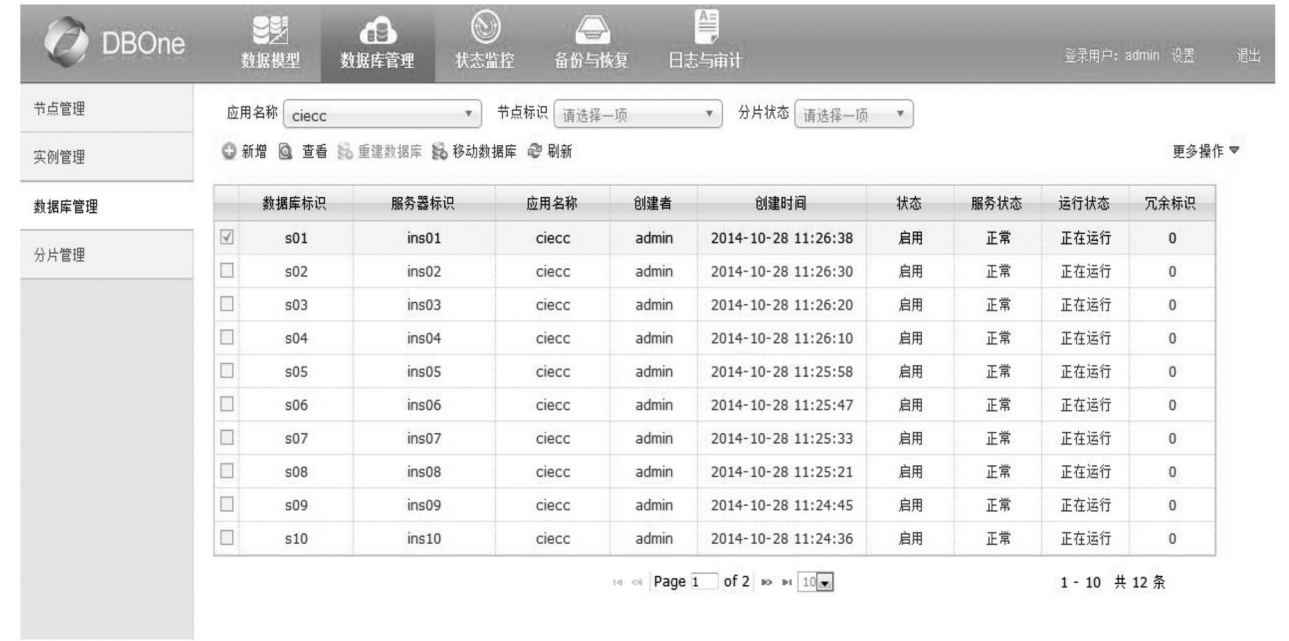 DBOne
数据模型 数据库管理 状态监控 备份与恢复 日志与审计
登录用户: admin 设置 退出
节点管理
实例管理
数据库管理
分片管理
应用名称 ciecc 节点标识 请选择一项 分片状态 请选择一项
新增 查看 重建数据库 移动数据库 刷新 更多操作
数据库标识 服务器标识 应用名称 创建者 创建时间 状态 服务状态 运行状态 冗余标识
s01 ins01 ciecc admin 2014-10-28 11:26:38 启用 正常 正在运行 0
s02 ins02 ciecc admin 2014-10-28 11:26:30 启用 正常 正在运行 0
s03 ins03 ciecc admin 2014-10-28 11:26:20 启用 正常 正在运行 0
s04 ins04 ciecc admin 2014-10-28 11:26:10 启用 正常 正在运行 0
s05 ins05 ciecc admin 2014-10-28 11:25:58 启用 正常 正在运行 0
s06 ins06 ciecc admin 2014-10-28 11:25:47 启用 正常 正在运行 0
s07 ins07 ciecc admin 2014-10-28 11:25:33 启用 正常 正在运行 0
s08 ins08 ciecc admin 2014-10-28 11:25:21 启用 正常 正在运行 0
s09 ins09 ciecc admin 2014-10-28 11:24:45 启用 正常 正在运行 0
s10 ins10 ciecc admin 2014-10-28 11:24:36 启用 正常 正在运行 0
Page 1 of 2 10 1 - 10 共 12 条